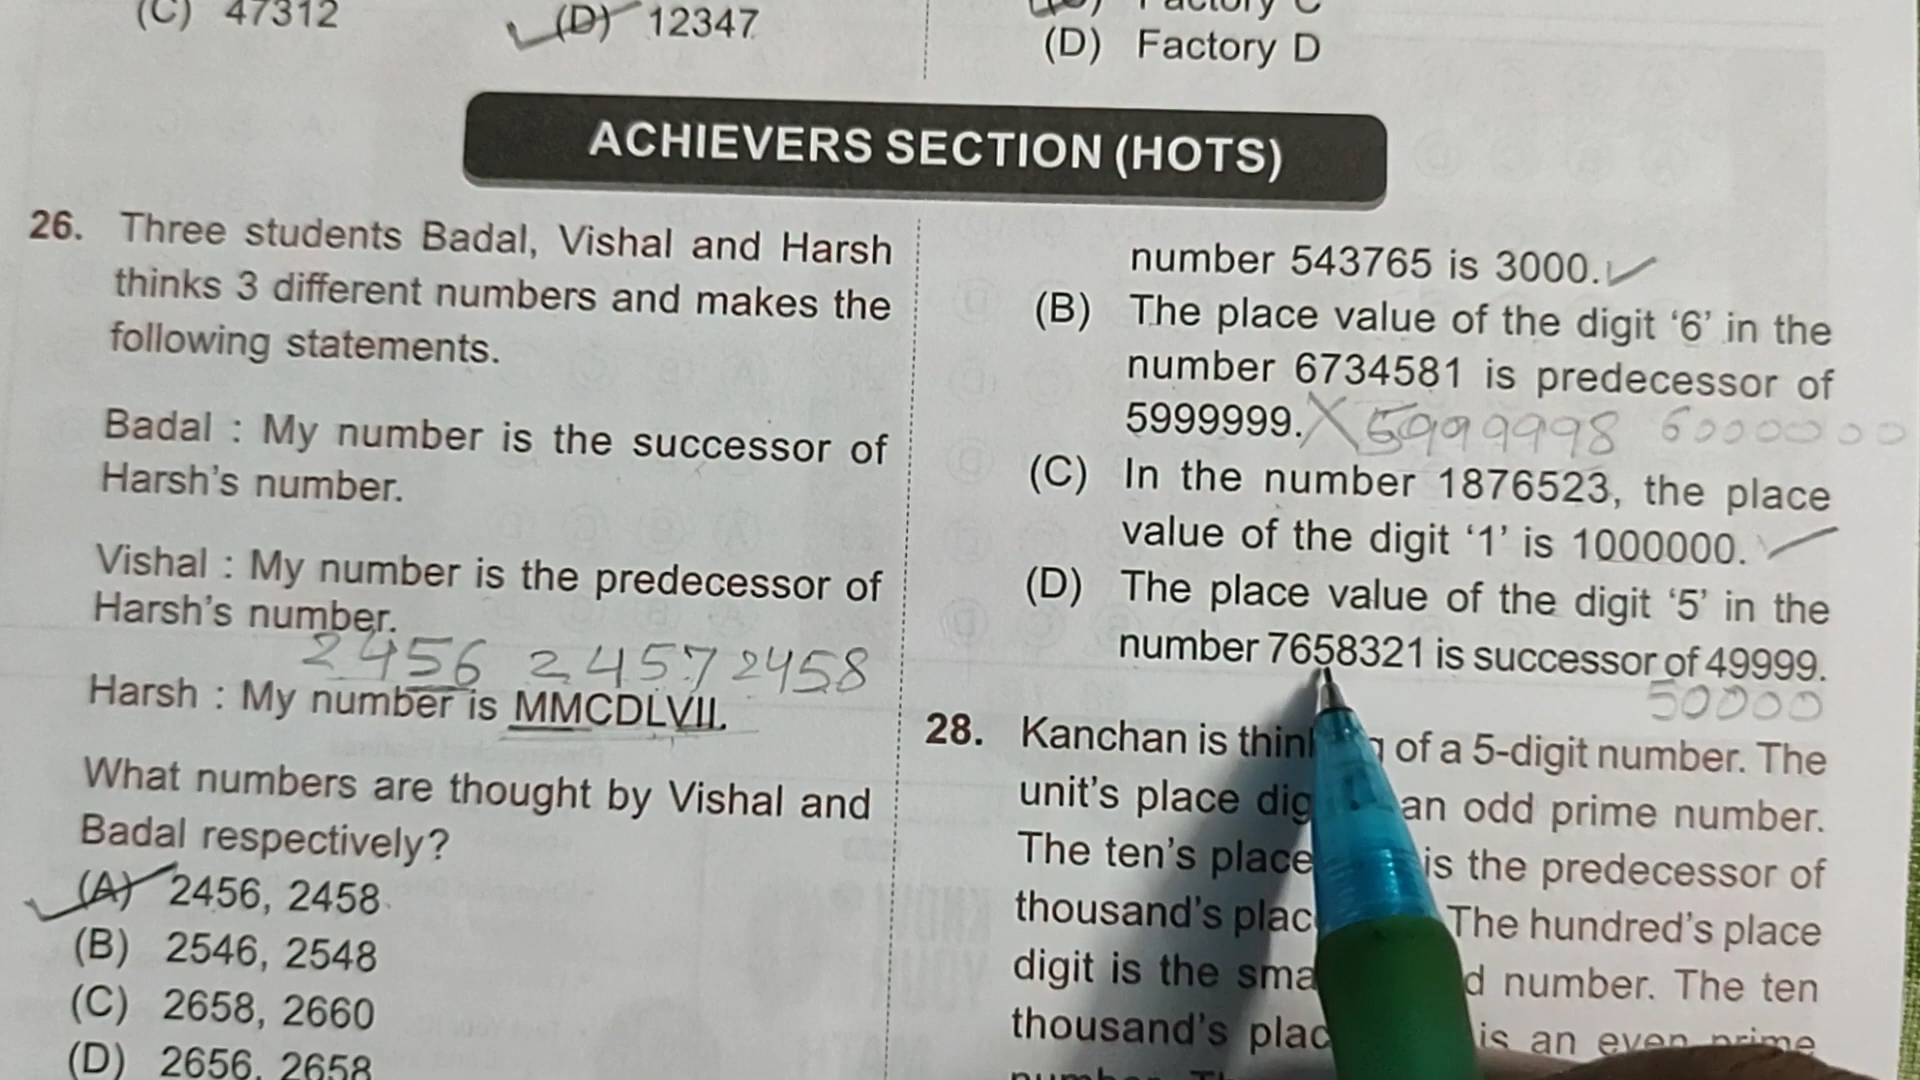 (C) 47312
(D) 12347
Factory C
(D) Factory D
ACHIEVERS SECTION (HOTS)
26. Three students Badal, Vishal and Harsh
thinks 3 different numbers and makes the
following statements.
Badal : My number is the successor of
Harsh's number.
Vishal : My number is the predecessor of
Harsh's number.
2456 2457 2458
Harsh : My number is MMCDLVII.
What numbers are thought by Vishal and
Badal respectively?
(A) 2456, 2458
(B) 2546, 2548
(C) 2658, 2660
(D) 2656, 2658
number 543765 is 3000.
(B) The place value of the digit ‘6’ in the
number 6734581 is predecessor of
5999999. 5999998 6000000
(C) In the number 1876523, the place
value of the digit ‘1’ is 1000000.
(D) The place value of the digit ‘5’ in the
number 7658321 is successor of 49999.
50000
28. Kanchan is of a 5-digit number. The
unit's place an odd prime number.
The ten's place is the predecessor of
thousand's The hundred's place
digit is the number. The ten
thousand's is an even prime